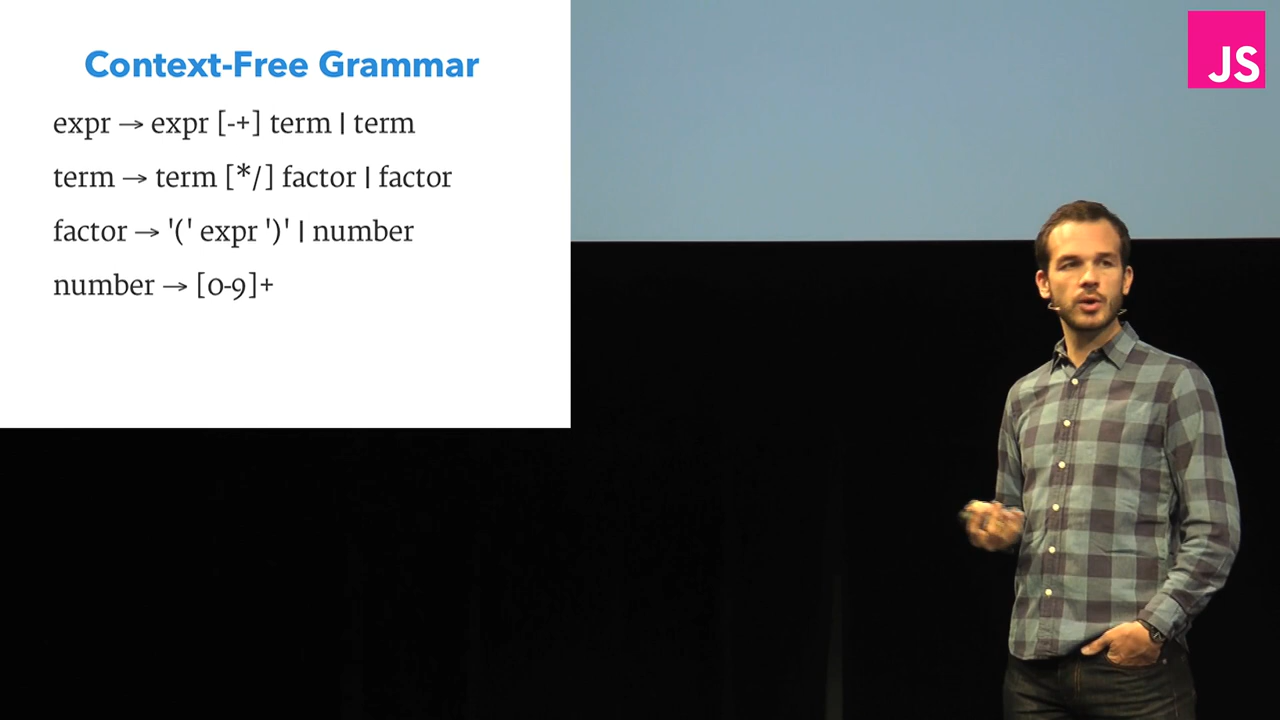 Context-Free Grammar
expr → expr [-+] term | term
term → term [*/] factor | factor
factor → '(' expr ')' | number
number → [0-9]+
JS